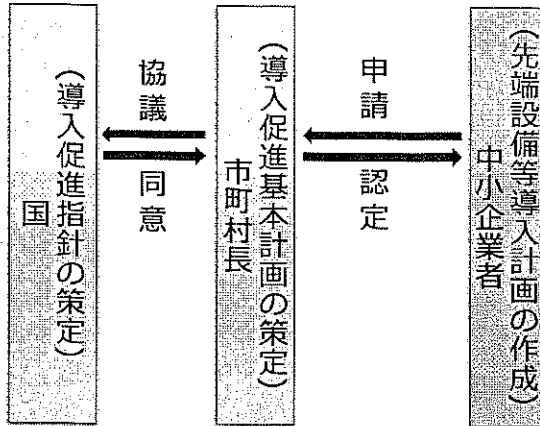 中小企業者
(先端設備等導入計画の作成)
申請
認定
市町村長
(導入促進基本計画の策定)
協議
同意
国
(導入促進指針の策定)